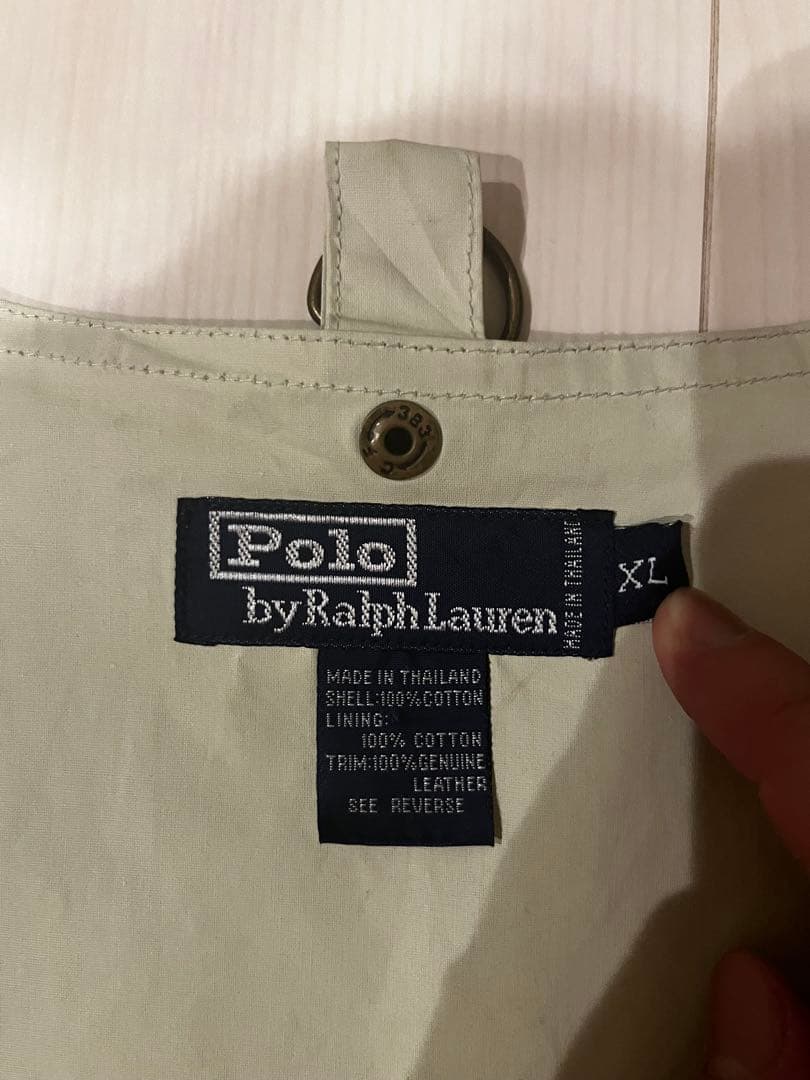 383
Polo
by Ralph Lauren
MADE IN THAILAND
XL
MADE IN THAILAND
SHELL:100%COTTON
LINING:
100% COTTON
TRIM:100%GENUINE
LEATHER
SEE REVERSE